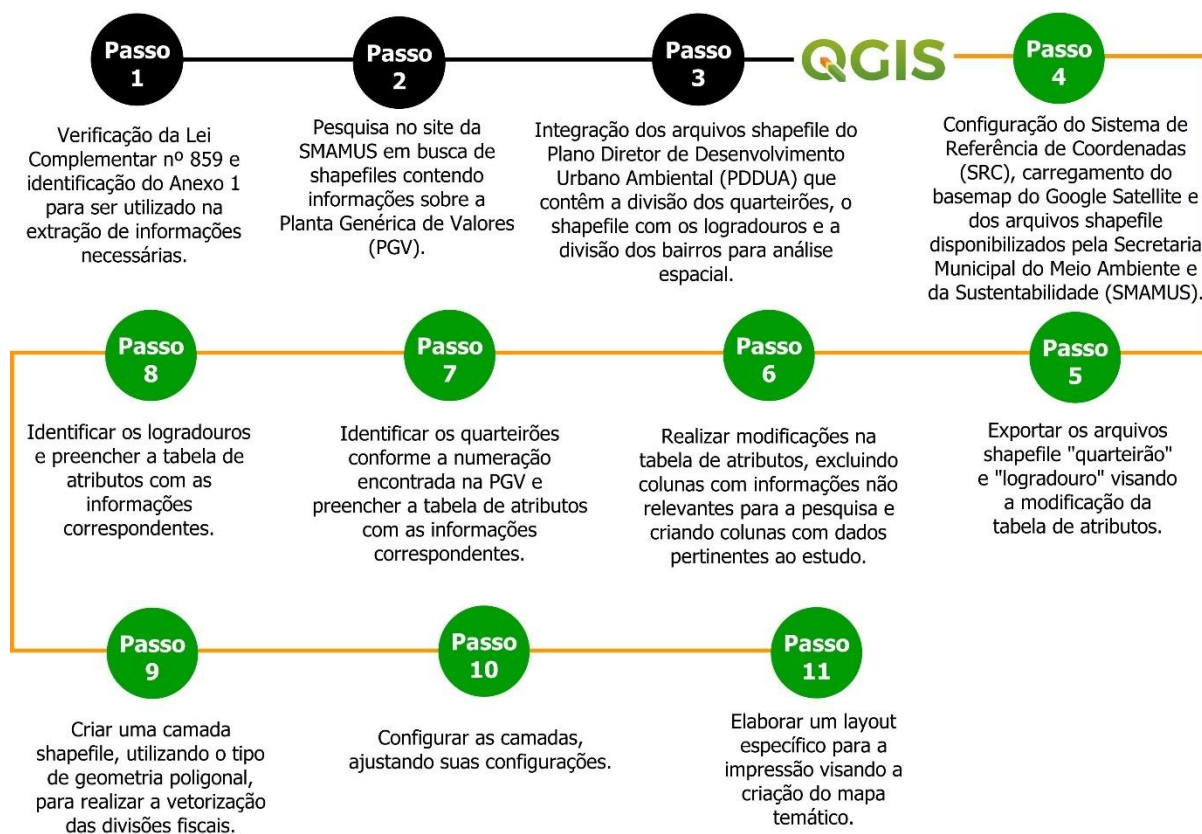 Passo
1
Verificação da Lei
Complementar nº 859 e
identificação do Anexo 1
para ser utilizado na
extração de informações
necessárias.
Passo
2
Pesquisa no site da
SMAMUS em busca de
shapefiles contendo
informações sobre a
Planta Genérica de Valores
(PGV).
Passo
3
Integração dos arquivos shapefile do
Plano Diretor de Desenvolvimento
Urbano Ambiental (PDDUA) que
contêm a divisão dos quarteirões, o
shapefile com os logradouros e a
divisão dos bairros para análise
espacial.
QGIS
Passo
4
Configuração do Sistema de
Referência de Coordenadas
(SRC), carregamento do
basemap do Google Satellite e
dos arquivos shapefile
disponibilizados pela Secretaria
Municipal do Meio Ambiente e
da Sustentabilidade (SMAMUS).
Passo
5
Exportar os arquivos
shapefile "quarteirão"
e "logradouro" visando
a modificação da
tabela de atributos.
Passo
6
Realizar modificações na
tabela de atributos, excluindo
colunas com informações não
relevantes para a pesquisa e
criando colunas com dados
pertinentes ao estudo.
Passo
7
Identificar os quarteirões
conforme a numeração
encontrada na PGV e
preencher a tabela de atributos
com as informações
correspondentes.
Passo
8
Identificar os logradouros
e preencher a tabela de
atributos com as
informações
correspondentes.
Passo
9
Criar uma camada
shapefile, utilizando o tipo
de geometria poligonal,
para realizar a vetorização
das divisões fiscais.
Passo
10
Configurar as camadas,
ajustando suas configurações.
Passo
11
Elaborar um layout
específico para a
impressão visando a
criação do mapa
temático.